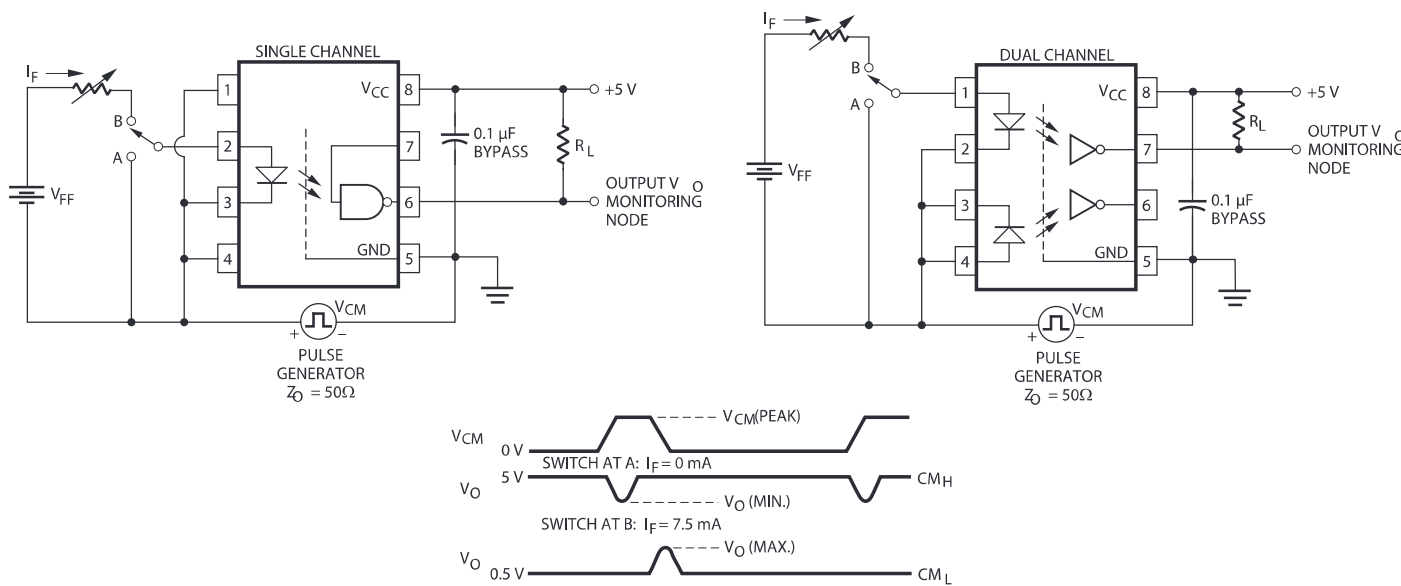 SINGLE CHANNEL
I_F
B
A
V_FF
1
2
3
4
V_CC
8
7
6
GND
5
0.1 µF
BYPASS
R_L
+5 V
OUTPUT V_O
MONITORING
NODE
V_CM
+
−
PULSE
GENERATOR
Z_O = 50Ω
DUAL CHANNEL
I_F
B
A
V_FF
1
2
3
4
V_CC
8
7
6
GND
5
R_L
+5 V
OUTPUT V_O
MONITORING
NODE
0.1 µF
BYPASS
V_CM
+
−
PULSE
GENERATOR
Z_O = 50Ω
V_CM
0 V
V_CM(PEAK)
SWITCH AT A: I_F = 0 mA
V_O
5 V
CM_H
V_O (MIN.)
SWITCH AT B: I_F = 7.5 mA
V_O (MAX.)
V_O
0.5 V
CM_L